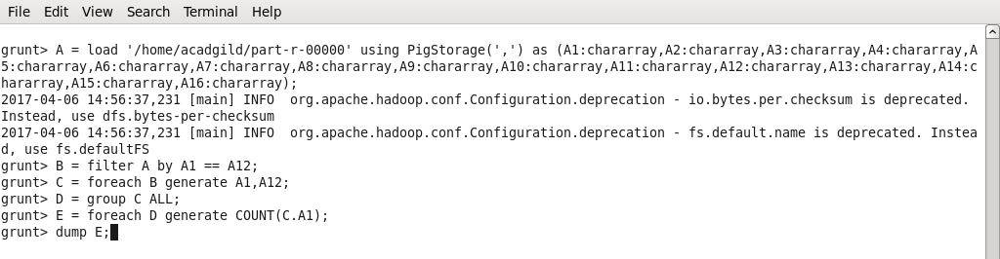 File Edit View Search Terminal Help
grunt> A = load '/home/acadgild/part-r-00000' using PigStorage(',') as (A1:chararray,A2:chararray,A3:chararray,A4:chararray,A
5:chararray,A6:chararray,A7:chararray,A8:chararray,A9:chararray,A10:chararray,A11:chararray,A12:chararray,A13:chararray,A14:c
hararray,A15:chararray,A16:chararray);
2017-04-06 14:56:37,231 [main] INFO  org.apache.hadoop.conf.Configuration.deprecation - io.bytes.per.checksum is deprecated.
Instead, use dfs.bytes-per-checksum
2017-04-06 14:56:37,231 [main] INFO  org.apache.hadoop.conf.Configuration.deprecation - fs.default.name is deprecated. Instea
d, use fs.defaultFS
grunt> B = filter A by A1 == A12;
grunt> C = foreach B generate A1,A12;
grunt> D = group C ALL;
grunt> E = foreach D generate COUNT(C.A1);
grunt> dump E;